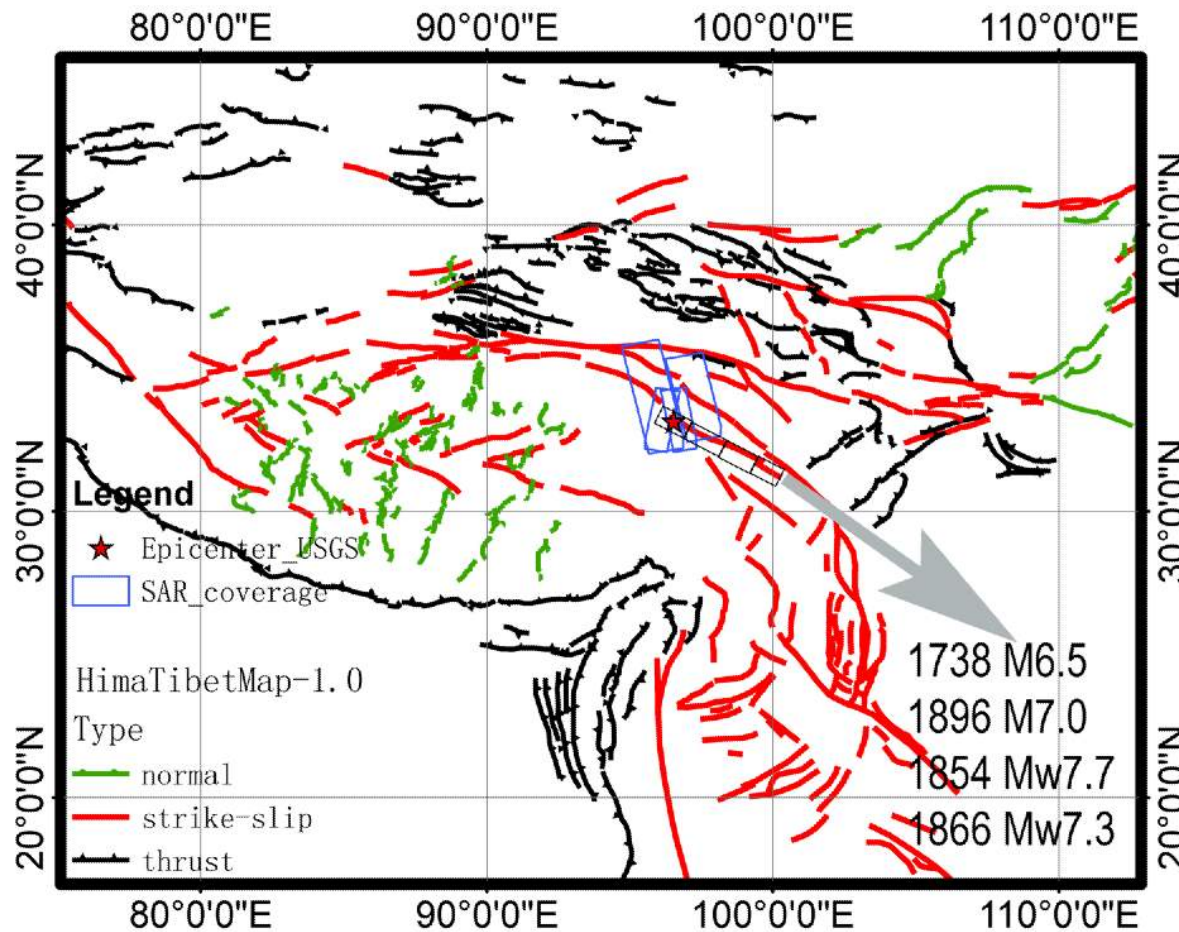 80°0'0"E 90°0'0"E 100°0'0"E 110°0'0"E
40°0'0"N 40°0'0"N
30°0'0"N 30°0'0"N
Legend
Epicenter_USGS
SAR_coverage
HimaTibetMap-1.0
Type
normal
strike-slip
thrust
1738 M6.5
1896 M7.0
1854 Mw7.7
1866 Mw7.3
20°0'0"N 20°0'0"N
80°0'0"E 90°0'0"E 100°0'0"E 110°0'0"E